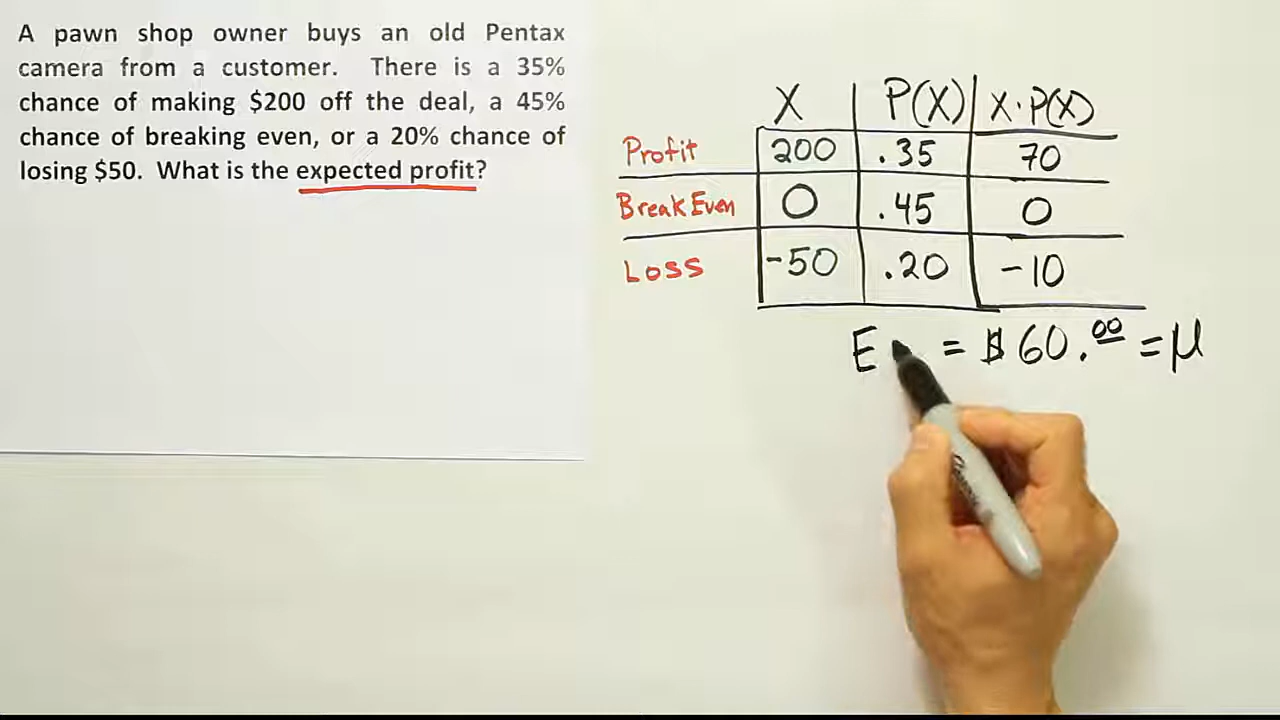 A pawn shop owner buys an old Pentax
camera from a customer. There is a 35%
chance of making $200 off the deal, a 45%
chance of breaking even, or a 20% chance of
losing $50. What is the expected profit?
X P(X) X·P(X)
Profit 200 .35 70
Break Even 0 .45 0
Loss -50 .20 -10
E = $60.00 = μ